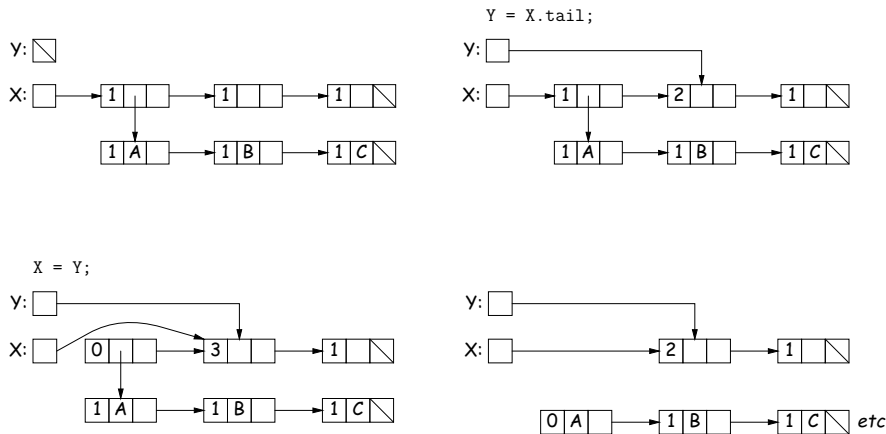 Y:
X: 1 1 1
1 A 1 B 1 C
Y = X.tail;
Y:
X: 1 2 1
1 A 1 B 1 C
X = Y;
Y:
X: 0 3 1
1 A 1 B 1 C
Y:
X: 2 1
0 A 1 B 1 C etc